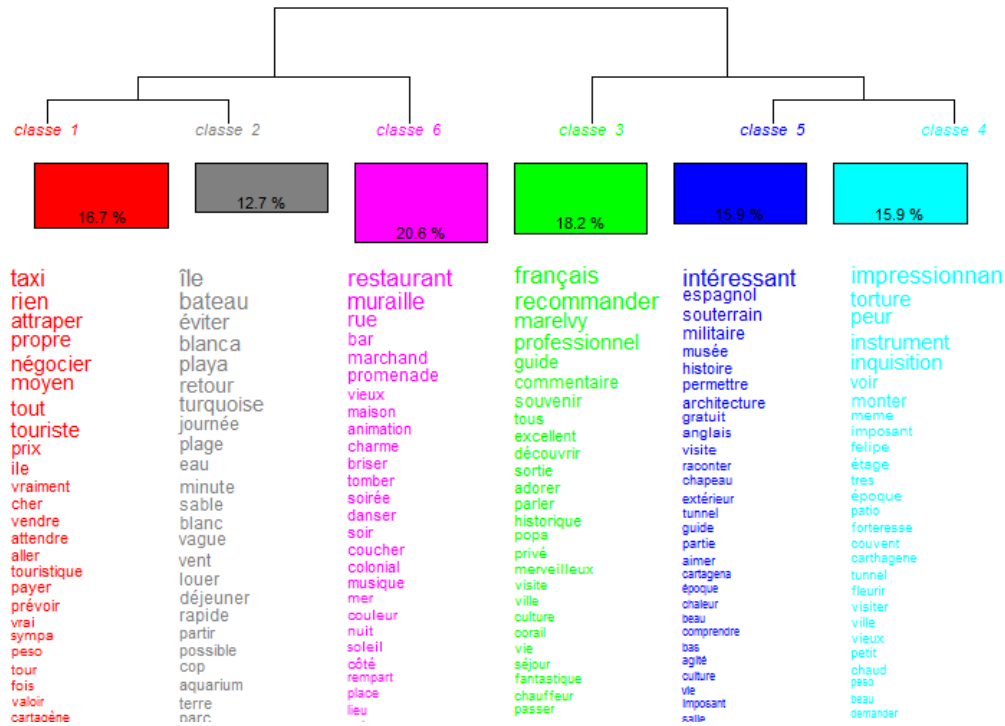 classe 1
classe 2
classe 6
classe 3
classe 5
classe 4
16.7 %
12.7 %
20.6 %
18.2 %
15.9 %
15.9 %
taxi
rien
attraper
propre
négocier
moyen
tout
touriste
prix
ile
vraiment
cher
vendre
attendre
aller
touristique
payer
prévoir
vrai
sympa
peso
tour
fois
valoir
cartagène
île
bateau
éviter
blanca
playa
retour
turquoise
journée
plage
eau
minute
sable
blanc
vague
vent
louer
déjeuner
rapide
partir
possible
cop
aquarium
terre
parc
restaurant
muraille
rue
bar
marchand
promenade
vieux
maison
animation
charme
briser
tomber
soirée
danser
soir
coucher
colonial
musique
mer
couleur
nuit
soleil
côté
rempart
place
lieu
français
recommander
marelvy
professionnel
guide
commentaire
souvenir
tous
excellent
découvrir
sortie
adorer
parler
historique
popa
privé
merveilleux
visite
ville
culture
corail
vie
séjour
fantastique
chauffeur
passer
intéressant
espagnol
souterrain
militaire
musée
histoire
permettre
architecture
gratuit
anglais
visite
raconter
chapeau
extérieur
tunnel
guide
partie
aimer
cartagena
époque
chaleur
beau
comprendre
bas
agité
culture
vie
imposant
salle
impressionnan
torture
peur
instrument
inquisition
voir
monter
meme
imposant
felipe
étage
tres
époque
patio
forteresse
couvent
carthagene
tunnel
fleurir
visiter
ville
vieux
petit
chaud
peso
beau
demander